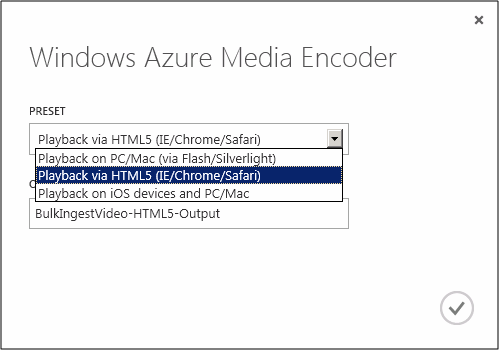 Windows Azure Media Encoder
PRESET
Playback via HTML5 (IE/Chrome/Safari)
Playback on PC/Mac (via Flash/Silverlight)
Playback via HTML5 (IE/Chrome/Safari)
Playback on iOS devices and PC/Mac
BulkIngestVideo-HTML5-Output